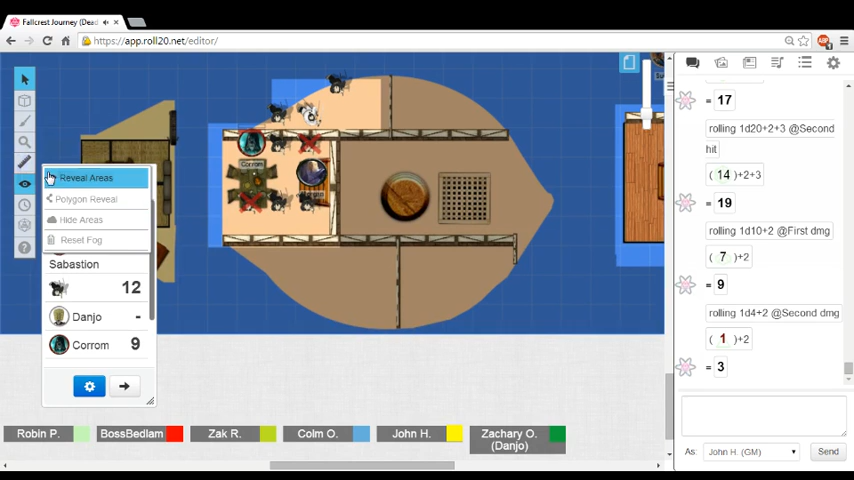 Fallcrest Journey (Dead
https://app.roll20.net/editor/
ABP
Corrom
Reveal Areas
Polygon Reveal
Hide Areas
Reset Fog
Sabastion
12
Danjo -
Corrom 9
= 17
rolling 1d20+2+3 @Second
hit
( 14 )+2+3
= 19
rolling 1d10+2 @First dmg
( 7 )+2
= 9
rolling 1d4+2 @Second dmg
( 1 )+2
= 3
As: John H. (GM) Send
Robin P. BossBedlam Zak R. Colm O. John H. Zachary O.
(Danjo)